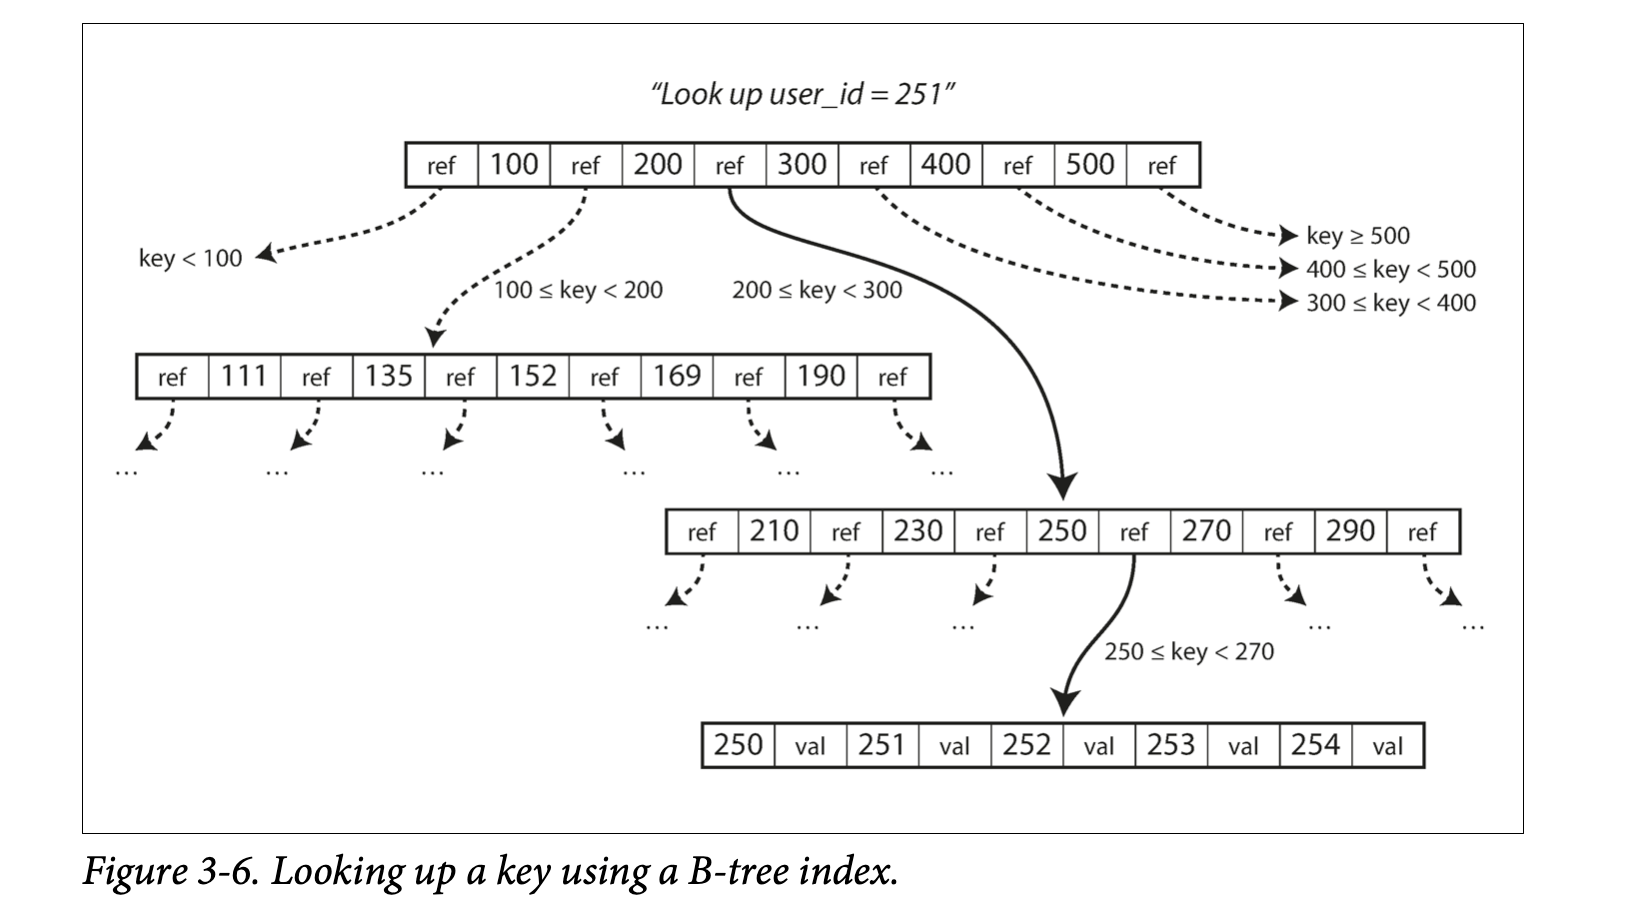 “Look up user_id = 251”
ref 100 ref 200 ref 300 ref 400 ref 500 ref
key < 100
100 ≤ key < 200
200 ≤ key < 300
key ≥ 500
400 ≤ key < 500
300 ≤ key < 400
ref 111 ref 135 ref 152 ref 169 ref 190 ref
... ... ... ... ... ...
ref 210 ref 230 ref 250 ref 270 ref 290 ref
... ... ... ... ...
250 ≤ key < 270
250 val 251 val 252 val 253 val 254 val
Figure 3-6. Looking up a key using a B-tree index.